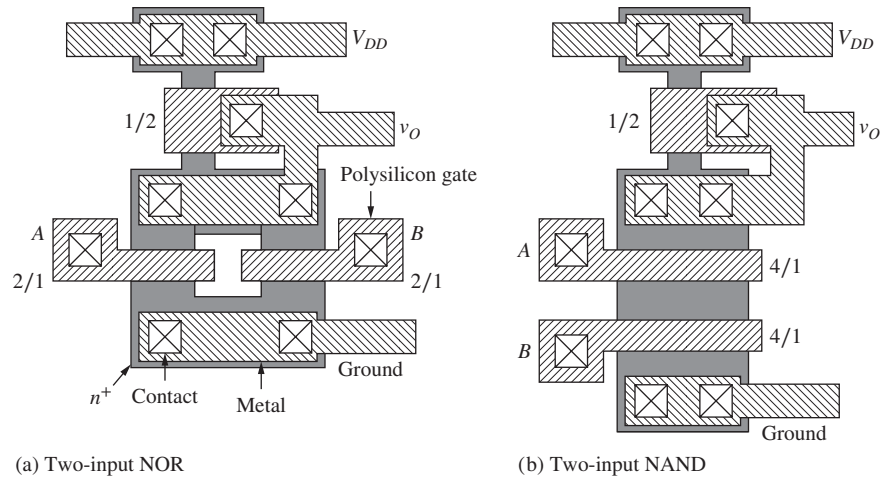 V_DD
1/2
v_O
Polysilicon gate
A
B
2/1
2/1
Ground
n⁺
Contact
Metal
(a) Two-input NOR
V_DD
1/2
v_O
A
4/1
B
4/1
Ground
(b) Two-input NAND